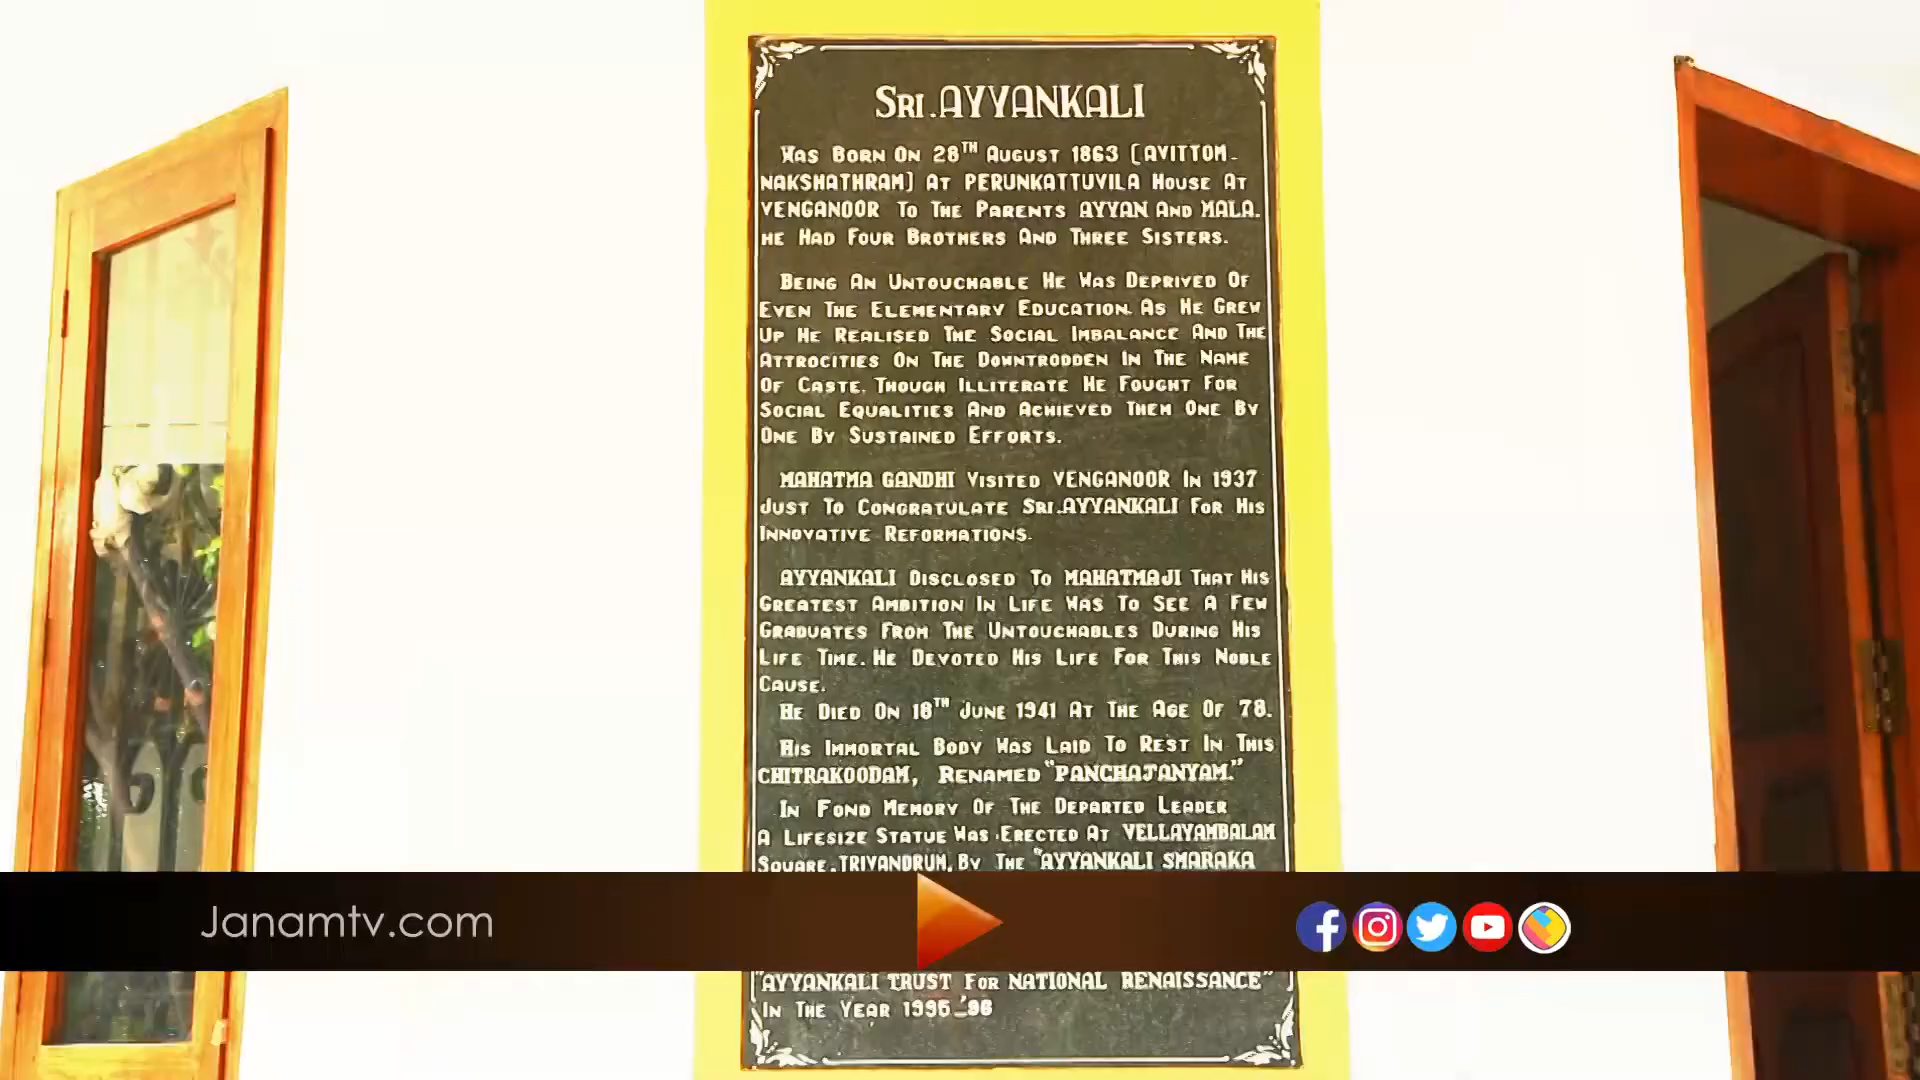 Sri. AYYANKALI
Was Born On 28TH August 1863 (AVITTOM-
NAKSHATHRAM) At PERUNKATTUVILA House At
VENGANOOR To The Parents AYYAN And MALA.
He Had Four Brothers And Three Sisters.
Being An Untouchable He Was Deprived Of
Even The Elementary Education. As He Grew
Up He Realised The Social Imbalance And The
Attrocities On The Downtrodden In The Name
Of Caste. Though Illiterate He Fought For
Social Equalities And Achieved Them One By
One By Sustained Efforts.
MAHATMA GANDHI Visited VENGANOOR In 1937
Just To Congratulate Sri. AYYANKALI For His
Innovative Reformations.
AYYANKALI Disclosed To MAHATMAJI That His
Greatest Ambition In Life Was To See A Few
Graduates From The Untouchables During His
Life Time. He Devoted His Life For This Noble
Cause.
He Died On 18TH June 1941 At The Age Of 78.
His Immortal Body Was Laid To Rest In This
CHITRAKOODAM, Renamed "PANCHAJANYAM."
In Fond Memory Of The Departed Leader
A Lifesize Statue Was Erected At VELLAYAMBALAM
Square, TRIVANDRUM, By The "AYYANKALI SMARAKA
Janamtv.com
"AYYANKALI TRUST For NATIONAL RENAISSANCE"
In The Year 1995-'96